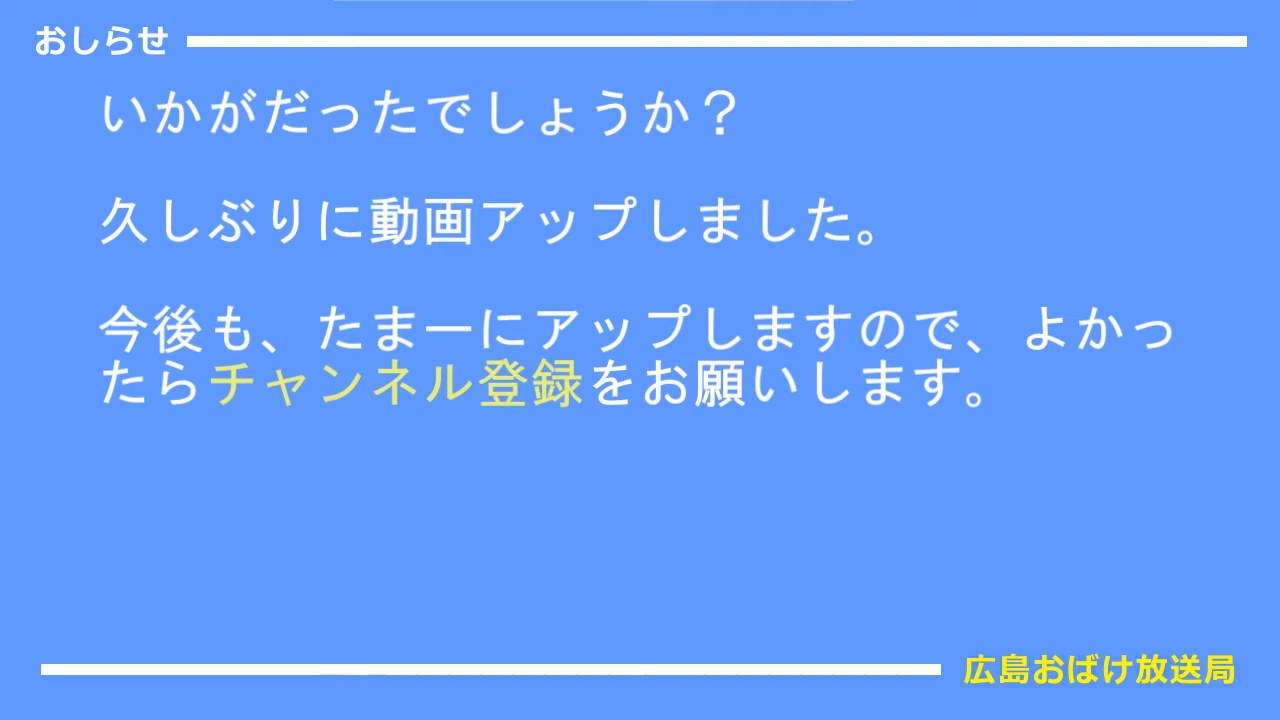 おしらせ
いかがだったでしょうか？
久しぶりに動画アップしました。
今後も、たまーにアップしますので、よかっ
たらチャンネル登録をお願いします。
広島おばけ放送局